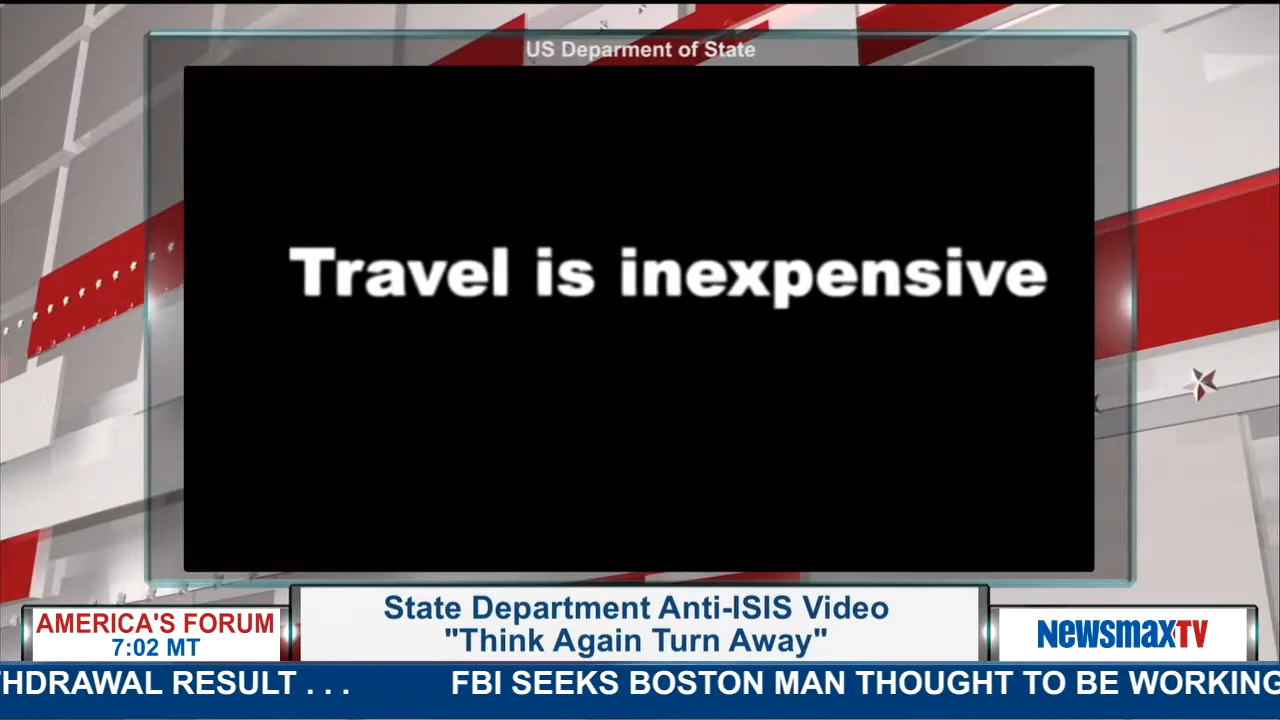 US Deparment of State
Travel is inexpensive
State Department Anti-ISIS Video
"Think Again Turn Away"
AMERICA'S FORUM
7:02 MT
NEWSMAXTV
THDRAWAL RESULT . . . FBI SEEKS BOSTON MAN THOUGHT TO BE WORKING